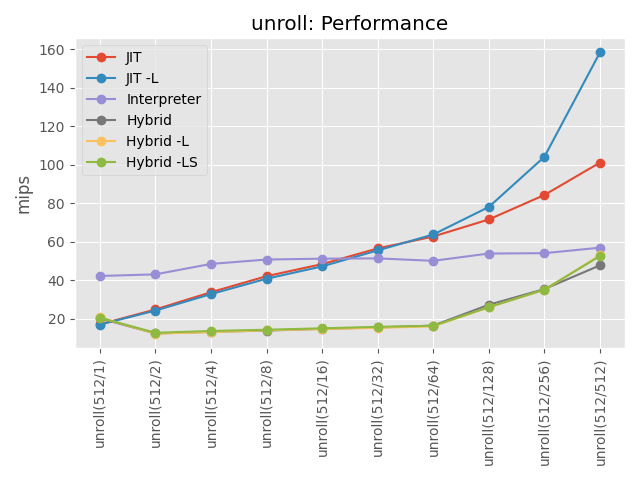 unroll: Performance
mips
160
140
120
100
80
60
40
20
JIT
JIT -L
Interpreter
Hybrid
Hybrid -L
Hybrid -LS
unroll(512/1)
unroll(512/2)
unroll(512/4)
unroll(512/8)
unroll(512/16)
unroll(512/32)
unroll(512/64)
unroll(512/128)
unroll(512/256)
unroll(512/512)